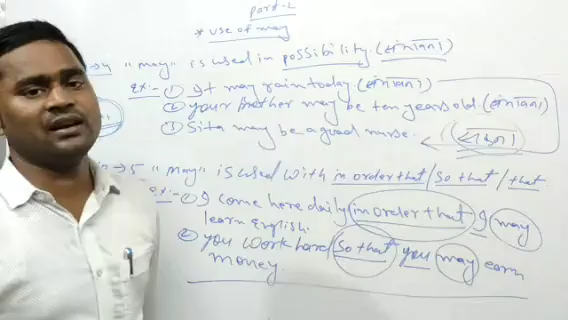 part-2
* use of may
→ 4 "may" is used in possibility. (संभावना)
Ex:- ① It may rain today (संभावना)
② your brother may be ten years old. (संभावना)
③ Sita may be a good nurse.
→ 5 "may" is used with in order that / so that / that
ex:- ① I come here daily in order that I may
learn English.
② you work hard so that you may earn
money.